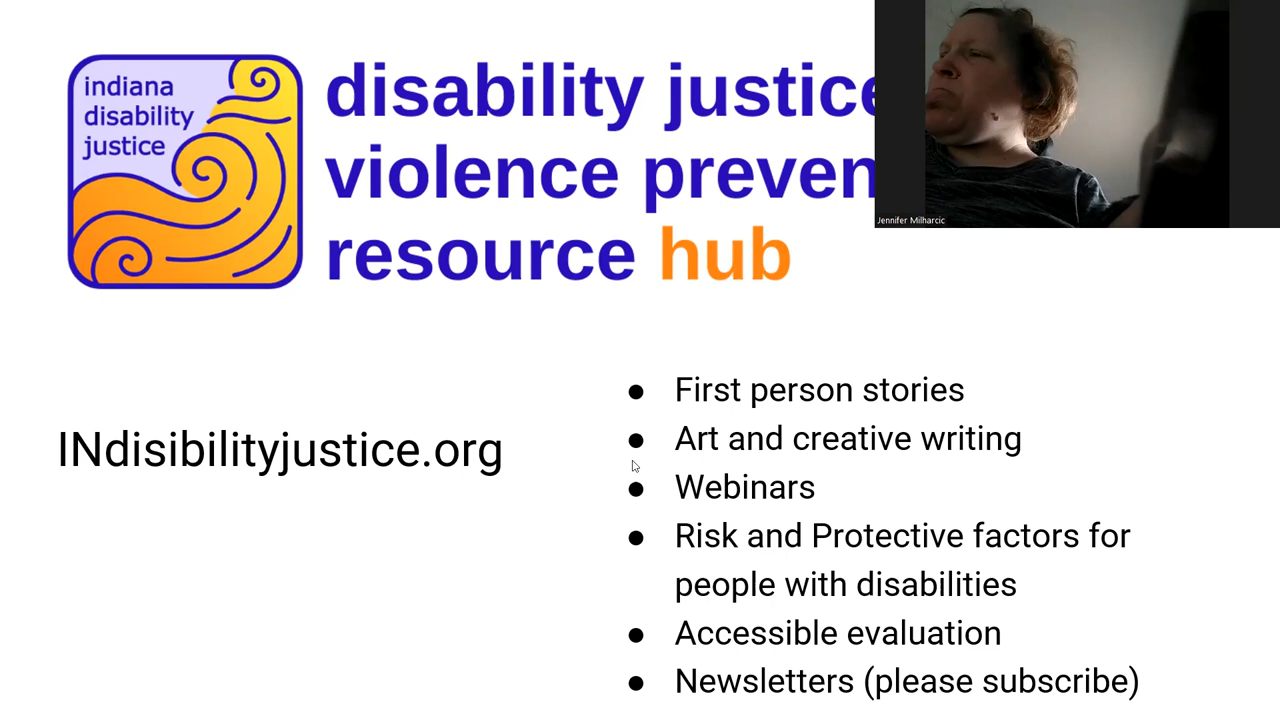 indiana
disability
justice
disability justice
violence preven
resource hub
Jennifer Milharcic
INdisibilityjustice.org
● First person stories
● Art and creative writing
● Webinars
● Risk and Protective factors for
people with disabilities
● Accessible evaluation
● Newsletters (please subscribe)